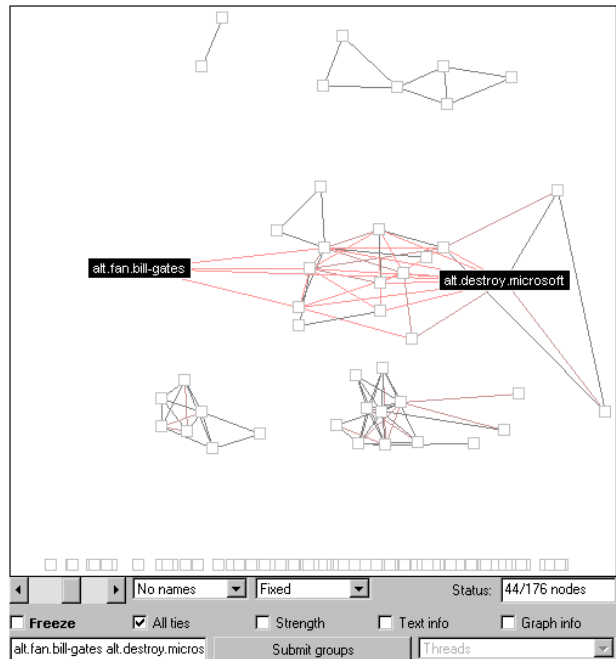 alt.fan.bill-gates
alt.destroy.microsoft
No names Fixed Status: 44/176 nodes
Freeze All ties Strength Text info Graph info
alt.fan.bill-gates alt.destroy.micros Submit groups Threads